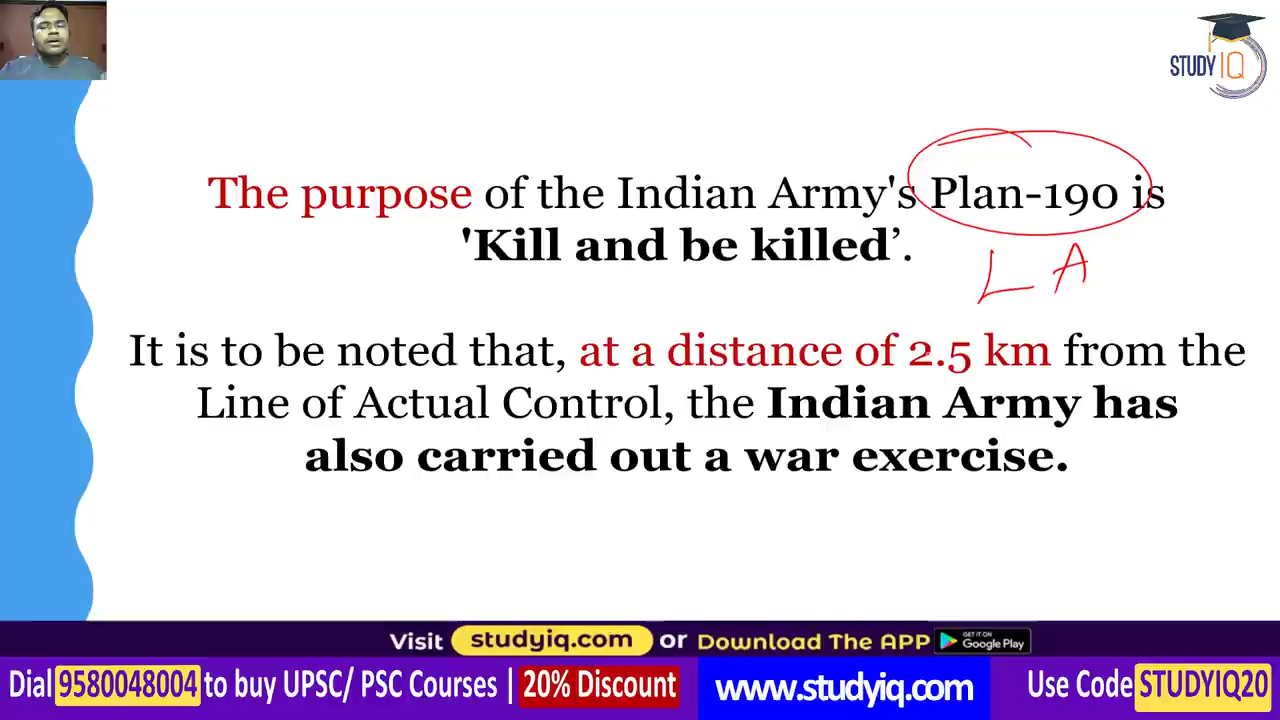 STUDY IQ
The purpose of the Indian Army's Plan-190 is
'Kill and be killed’.
L A
It is to be noted that, at a distance of 2.5 km from the
Line of Actual Control, the Indian Army has
also carried out a war exercise.
Visit studyiq.com or Download The APP GET IT ON Google Play
Dial 9580048004 to buy UPSC/ PSC Courses | 20% Discount www.studyiq.com Use Code STUDYIQ20